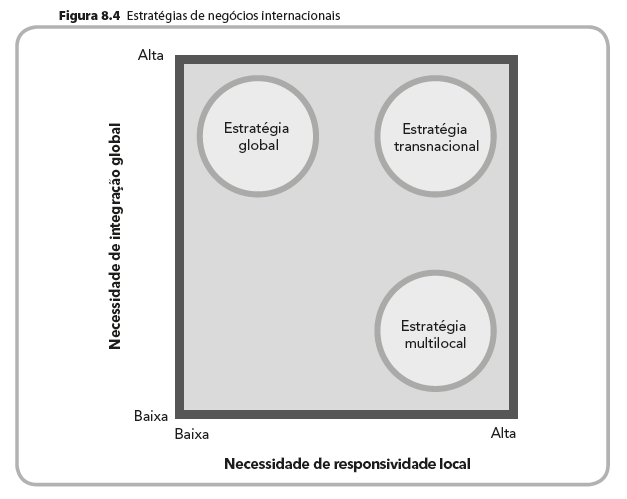 Figura 8.4 Estratégias de negócios internacionais
Alta
Estratégia
global
Estratégia
transnacional
Necessidade de integração global
Estratégia
multilocal
Baixa
Baixa
Alta
Necessidade de responsividade local